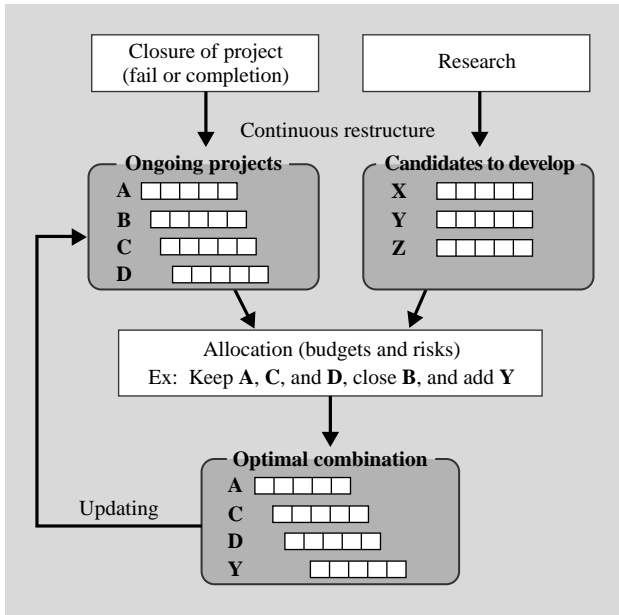 Closure of project
(fail or completion)
Research
Continuous restructure
Ongoing projects
A
B
C
D
Candidates to develop
X
Y
Z
Allocation (budgets and risks)
Ex: Keep A, C, and D, close B, and add Y
Optimal combination
A
C
D
Y
Updating